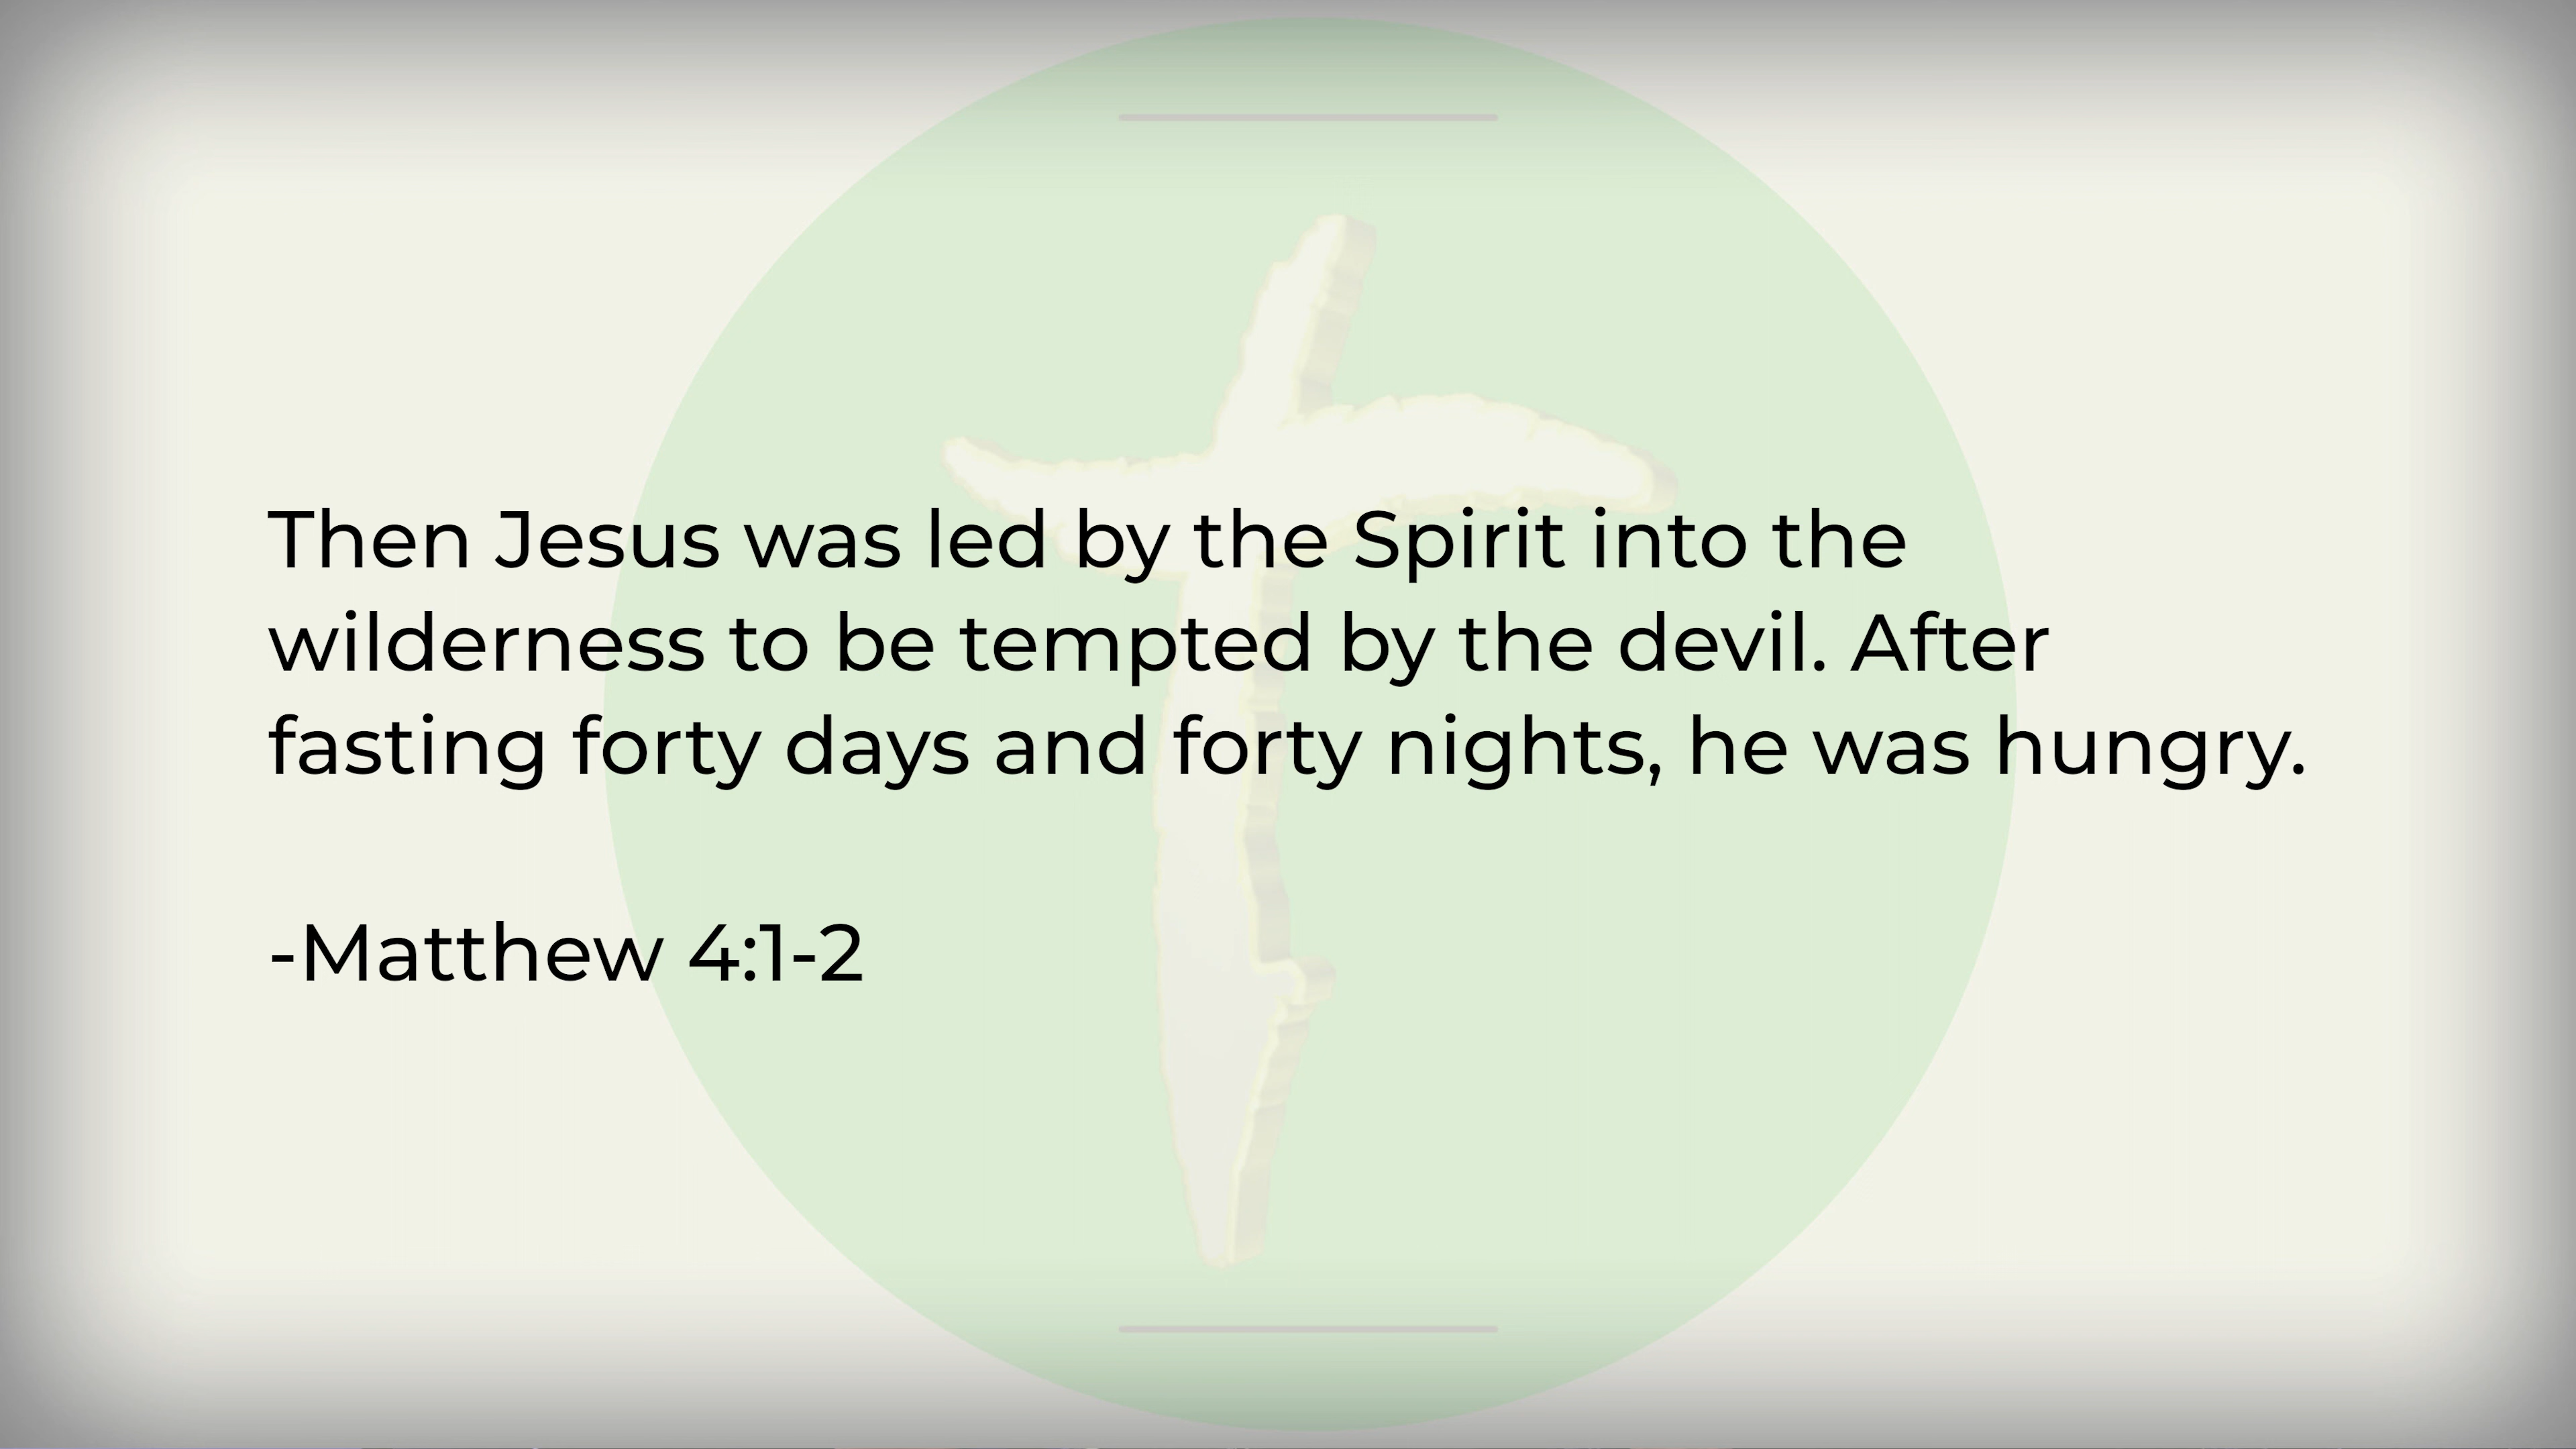 Then Jesus was led by the Spirit into the
wilderness to be tempted by the devil. After
fasting forty days and forty nights, he was hungry.
-Matthew 4:1-2